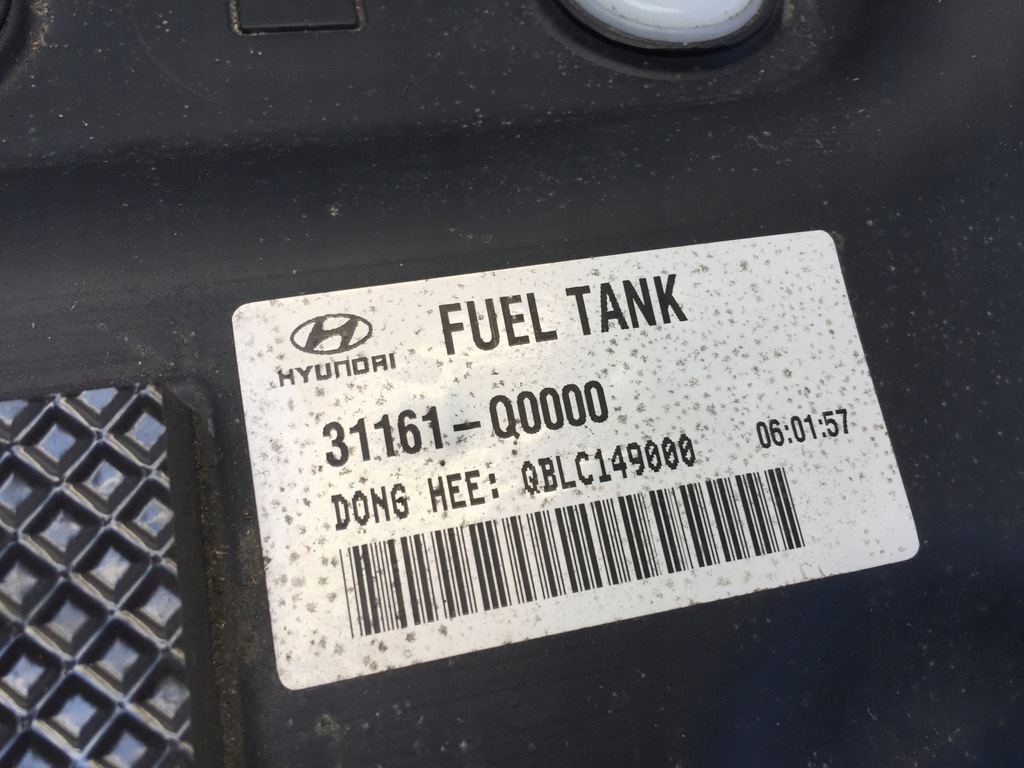 FUEL TANK
HYUNDAI
31161-Q0000
DONG HEE: QBLC149000
06:01:57